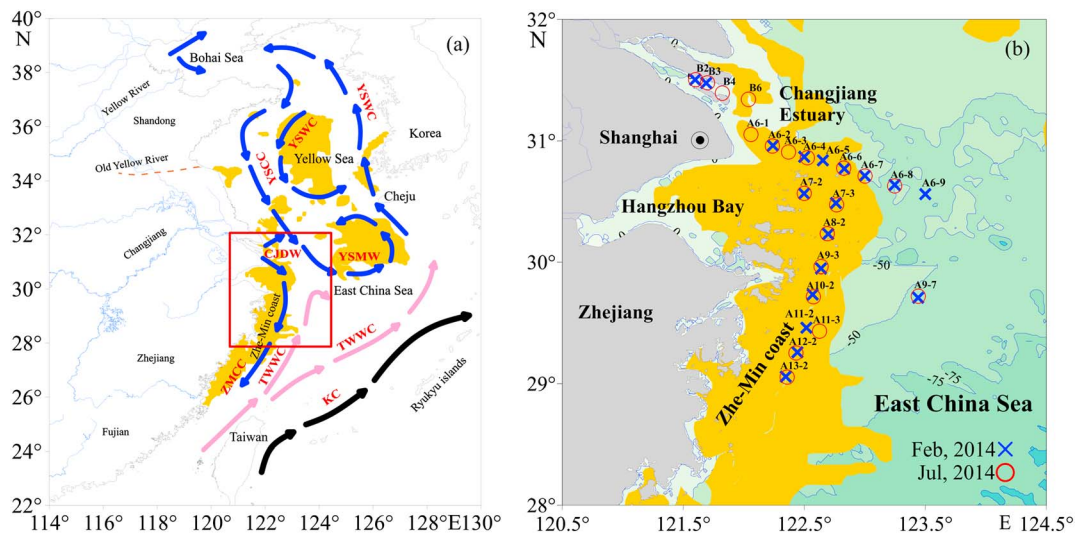 40°
N
38°
36°
34°
32°
30°
28°
26°
24°
22°
114°
116°
118°
120°
122°
124°
126°
128°E
130°
(a)
Bohai Sea
Yellow River
Shandong
Korea
YSWC
YSWC
Yellow Sea
Old Yellow River
YSCC
Cheju
Changjiang
CJDW
YSMW
East China Sea
Zhe-Min coast
Zhejiang
ZMCC
TWWC
TWWC
KC
Ryukyu islands
Fujian
Taiwan
32°
N
31°
30°
29°
28°
120.5°
121.5°
122.5°
123.5°
E
124.5°
(b)
B2
B3
B4
B6
Changjiang
Estuary
Shanghai
A6-1
A6-2
A6-3
A6-4
A6-5
A6-6
A6-7
A6-8
A6-9
A7-2
A7-3
Hangzhou Bay
A8-2
A9-3
-50
A10-2
A9-7
Zhejiang
A11-2
A11-3
-50
A12-2
A13-2
Zhe-Min coast
-75
-75
East China Sea
Feb, 2014
Jul, 2014